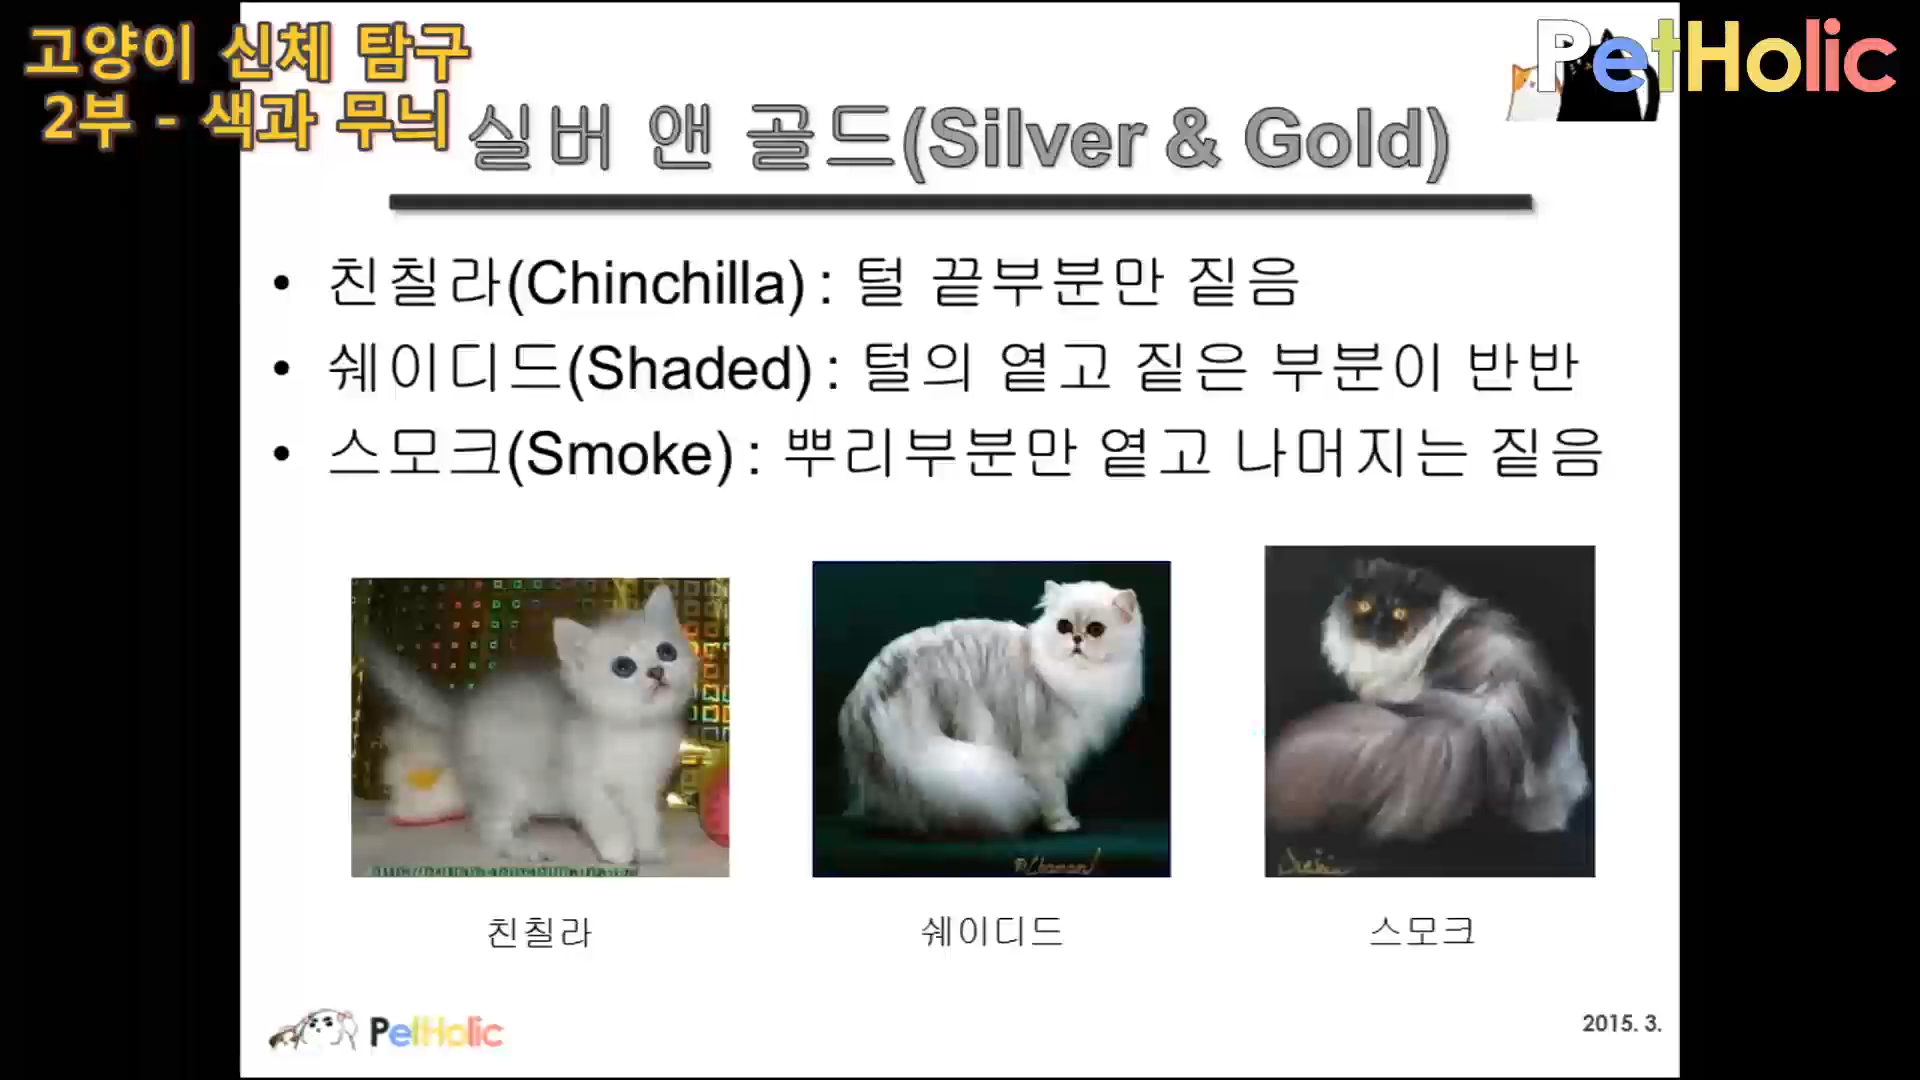 고양이 신체 탐구
2부 - 색과 무늬
PetHolic
실버 앤 골드(Silver & Gold)
• 친칠라(Chinchilla) : 털 끝부분만 짙음
• 쉐이디드(Shaded) : 털의 옅고 짙은 부분이 반반
• 스모크(Smoke) : 뿌리부분만 옅고 나머지는 짙음
친칠라
쉐이디드
스모크
PetHolic
2015. 3.